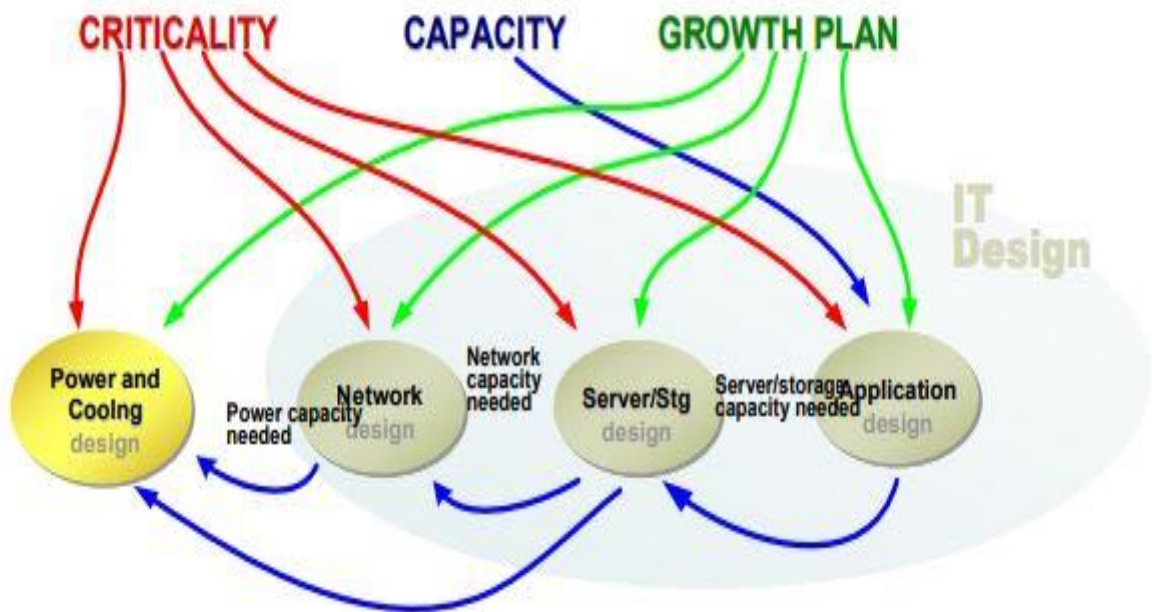 CRITICALITY CAPACITY GROWTH PLAN
IT
Design
Power and
Coolng
design
Power capacity
needed
Network
design
Network
capacity
needed
Server/Stg
design
Server/storage
capacity needed
Application
design